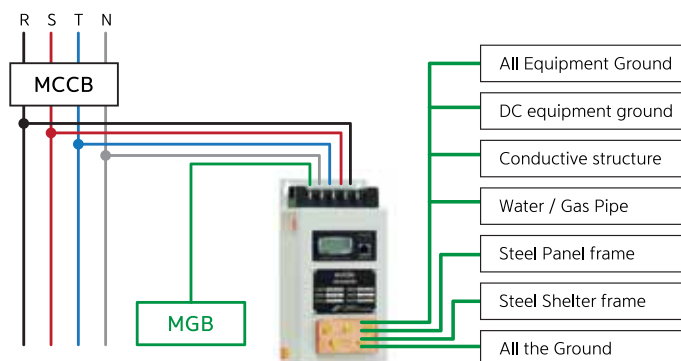 R S T N
MCCB
All Equipment Ground
DC equipment ground
Conductive structure
Water / Gas Pipe
Steel Panel frame
Steel Shelter frame
All the Ground
MGB